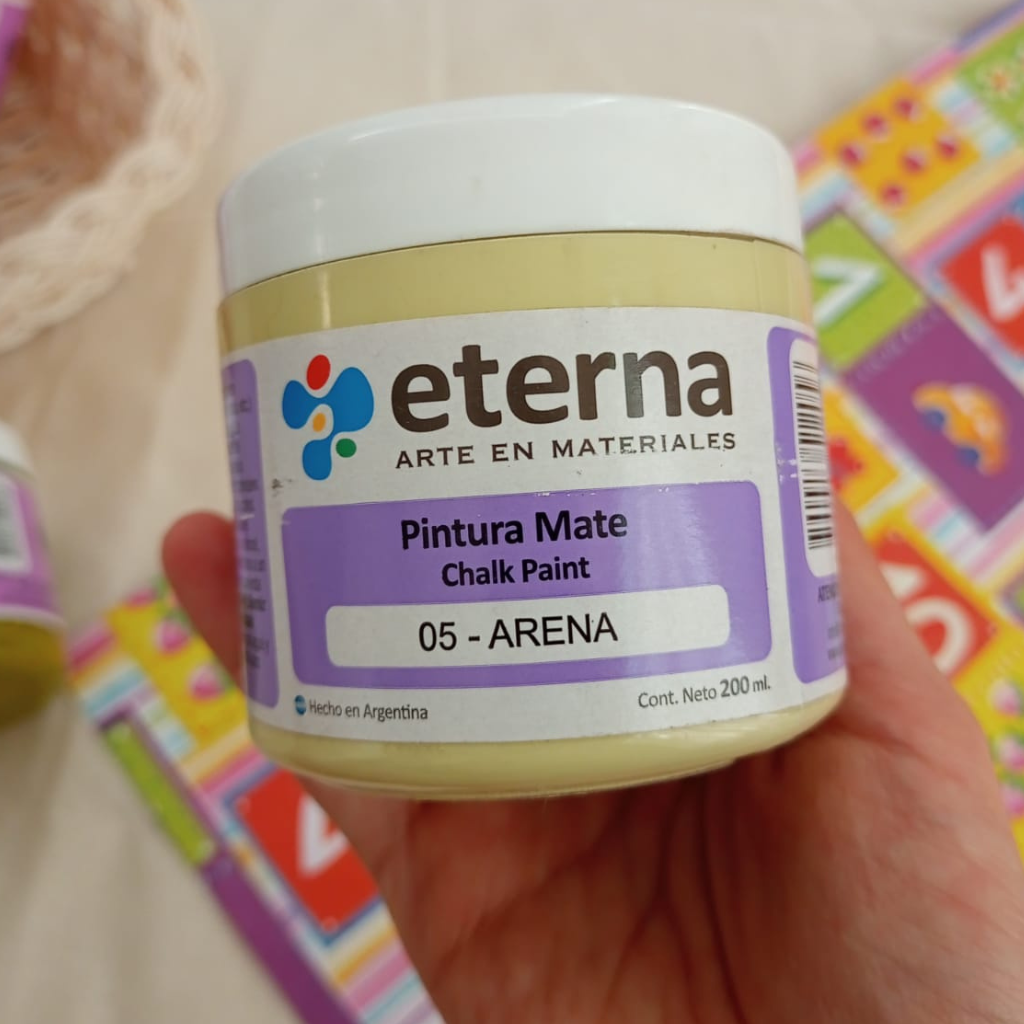 eterna
ARTE EN MATERIALES
Pintura Mate
Chalk Paint
05 - ARENA
Hecho en Argentina
Cont. Neto 200 ml.